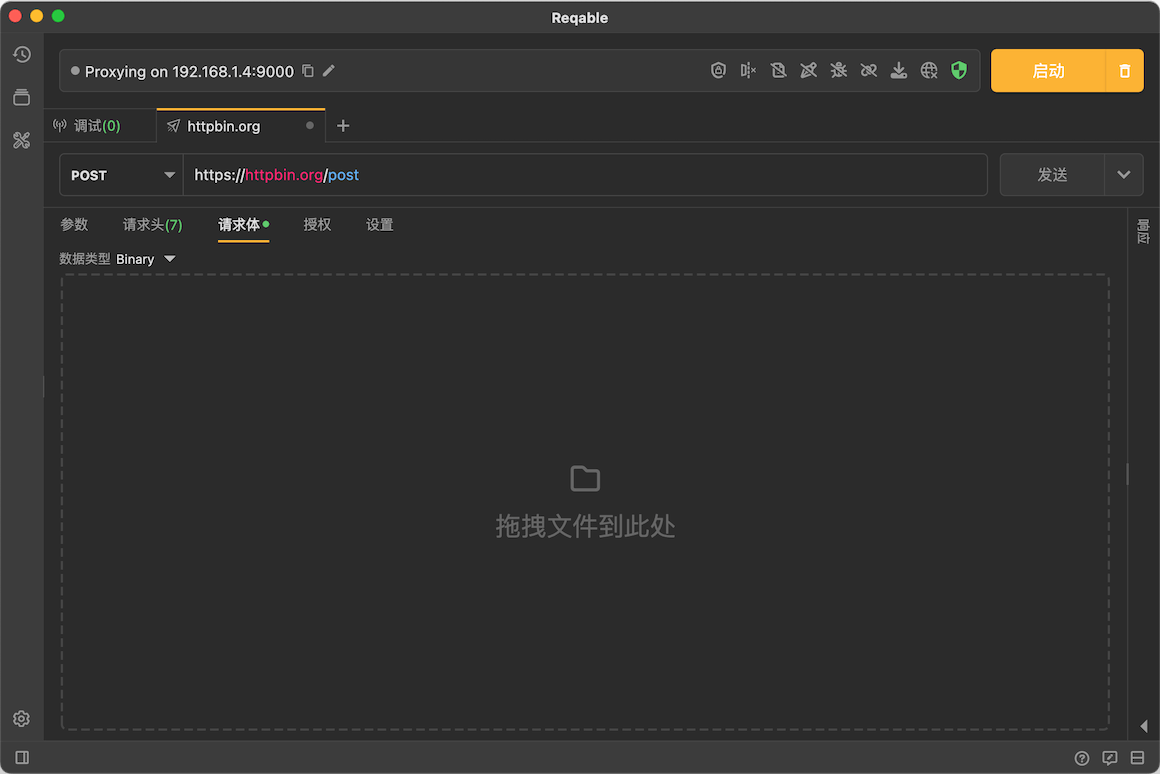 Reqable
Proxying on 192.168.1.4:9000
启动
调试(0)
httpbin.org
POST
https://httpbin.org/post
发送
参数
请求头(7)
请求体
授权
设置
响应
数据类型 Binary
拖拽文件到此处